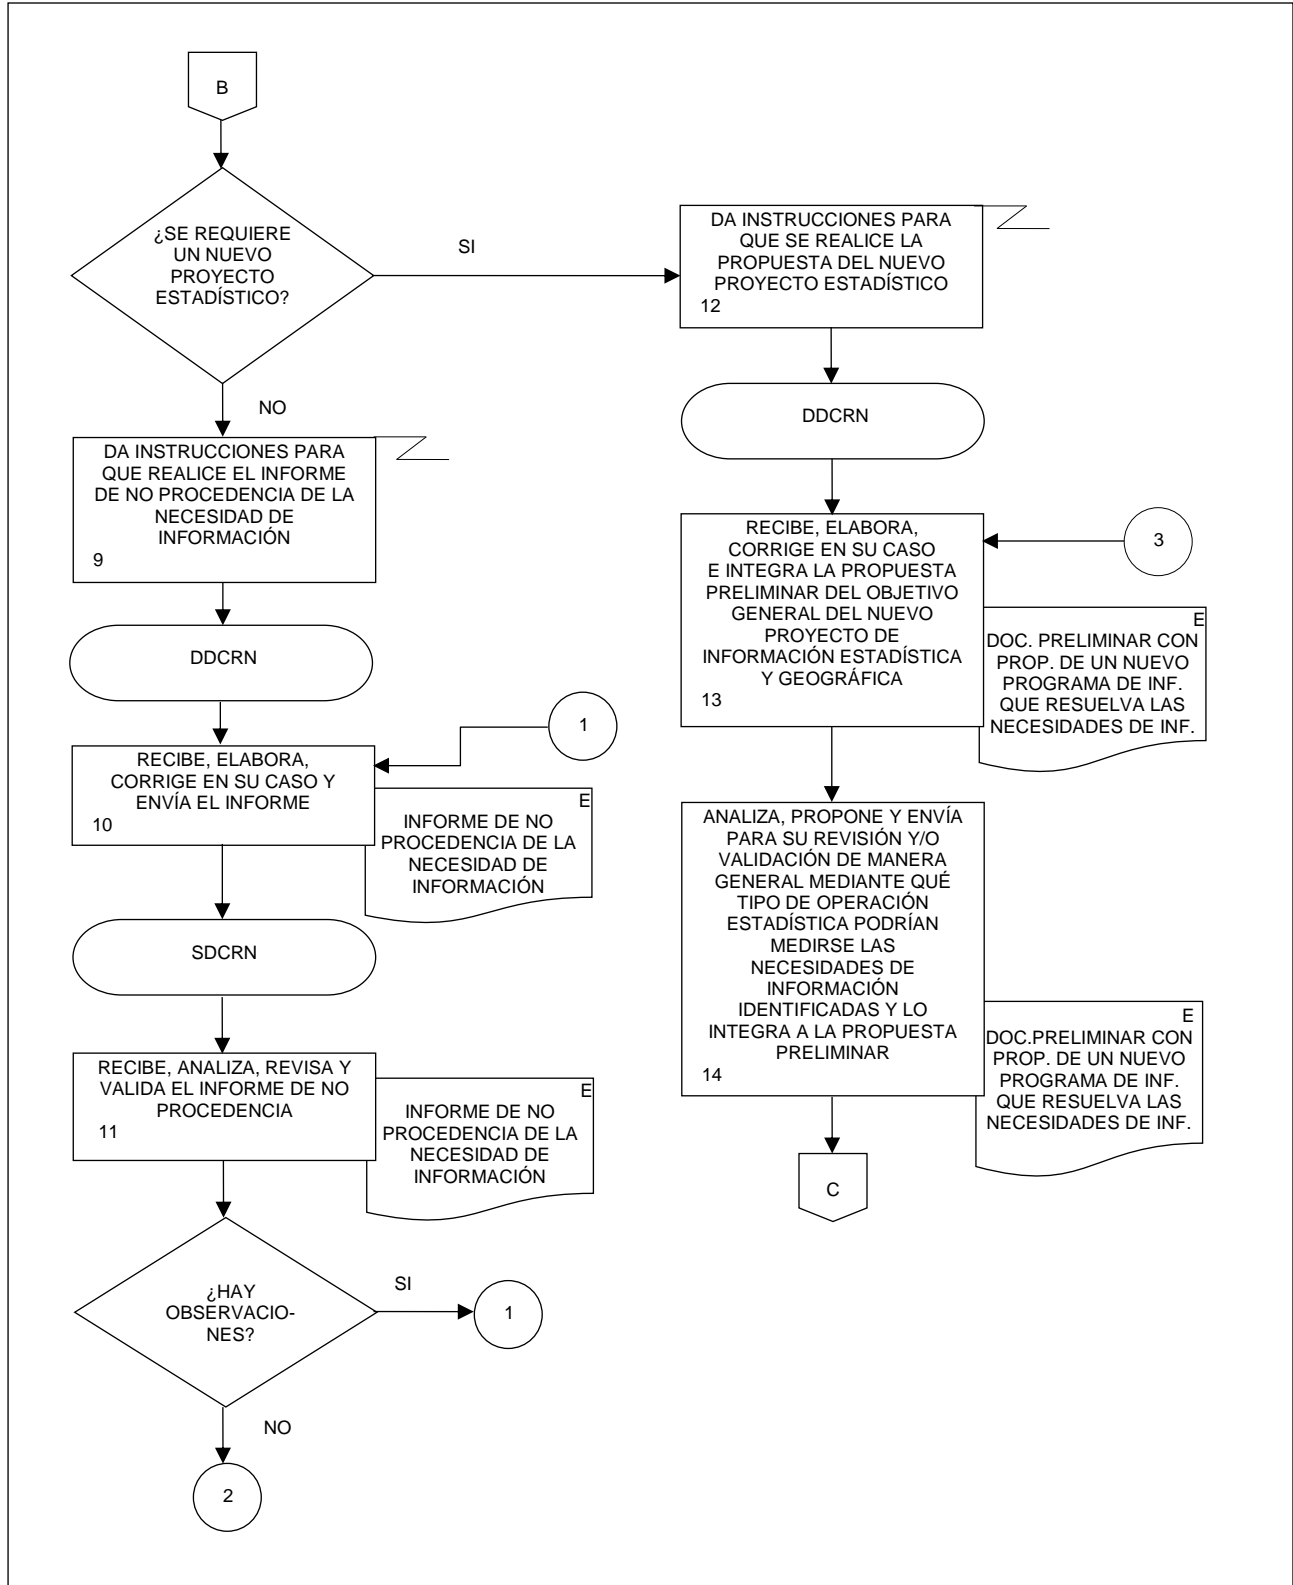 B
¿SE REQUIERE
UN NUEVO
PROYECTO
ESTADÍSTICO?
SI
NO
DA INSTRUCCIONES PARA
QUE REALICE EL INFORME
DE NO PROCEDENCIA DE LA
NECESIDAD DE
INFORMACIÓN
9
DDCRN
1
RECIBE, ELABORA,
CORRIGE EN SU CASO Y
ENVÍA EL INFORME
10
E
INFORME DE NO
PROCEDENCIA DE LA
NECESIDAD DE
INFORMACIÓN
SDCRN
RECIBE, ANALIZA, REVISA Y
VALIDA EL INFORME DE NO
PROCEDENCIA
11
E
INFORME DE NO
PROCEDENCIA DE LA
NECESIDAD DE
INFORMACIÓN
¿HAY
OBSERVACIO-
NES?
SI
1
NO
2
DA INSTRUCCIONES PARA
QUE SE REALICE LA
PROPUESTA DEL NUEVO
PROYECTO ESTADÍSTICO
12
DDCRN
RECIBE, ELABORA,
CORRIGE EN SU CASO
E INTEGRA LA PROPUESTA
PRELIMINAR DEL OBJETIVO
GENERAL DEL NUEVO
PROYECTO DE
INFORMACIÓN ESTADÍSTICA
Y GEOGRÁFICA
13
3
E
DOC. PRELIMINAR CON
PROP. DE UN NUEVO
PROGRAMA DE INF.
QUE RESUELVA LAS
NECESIDADES DE INF.
ANALIZA, PROPONE Y ENVÍA
PARA SU REVISIÓN Y/O
VALIDACIÓN DE MANERA
GENERAL MEDIANTE QUÉ
TIPO DE OPERACIÓN
ESTADÍSTICA PODRÍAN
MEDIRSE LAS
NECESIDADES DE
INFORMACIÓN
IDENTIFICADAS Y LO
INTEGRA A LA PROPUESTA
PRELIMINAR
14
E
DOC.PRELIMINAR CON
PROP. DE UN NUEVO
PROGRAMA DE INF.
QUE RESUELVA LAS
NECESIDADES DE INF.
C